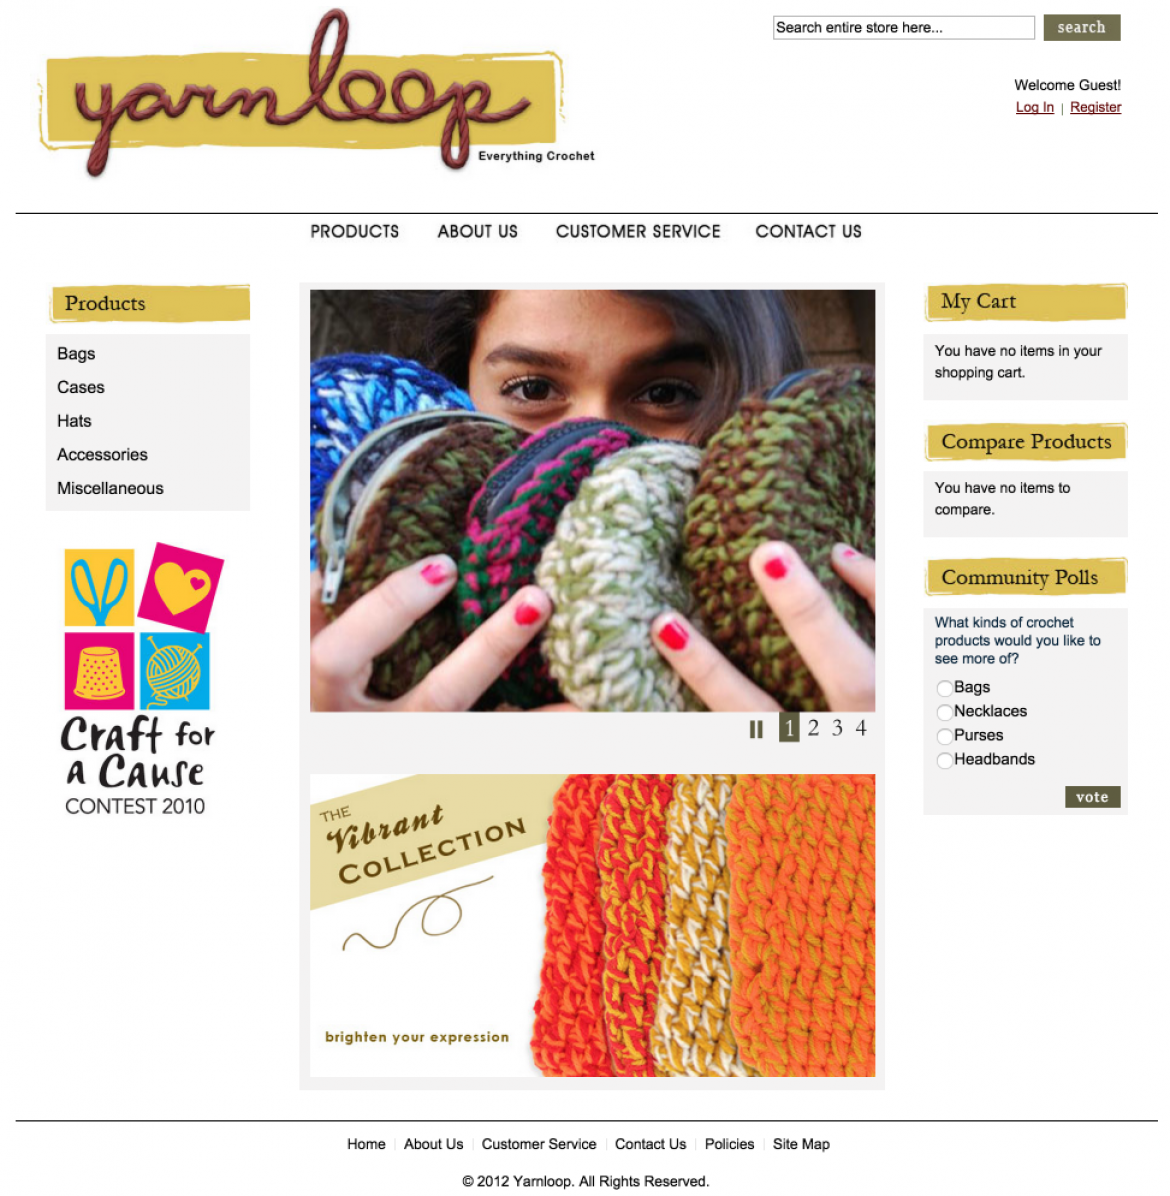 yarnloop
Everything Crochet
Search entire store here...
search
Welcome Guest!
Log In | Register
PRODUCTS ABOUT US CUSTOMER SERVICE CONTACT US
Products
Bags
Cases
Hats
Accessories
Miscellaneous
Craft for
a Cause
CONTEST 2010
1 2 3 4
THE
Vibrant
COLLECTION
brighten your expression
My Cart
You have no items in your
shopping cart.
Compare Products
You have no items to
compare.
Community Polls
What kinds of crochet
products would you like to
see more of?
Bags
Necklaces
Purses
Headbands
vote
Home | About Us | Customer Service | Contact Us | Policies | Site Map
© 2012 Yarnloop. All Rights Reserved.